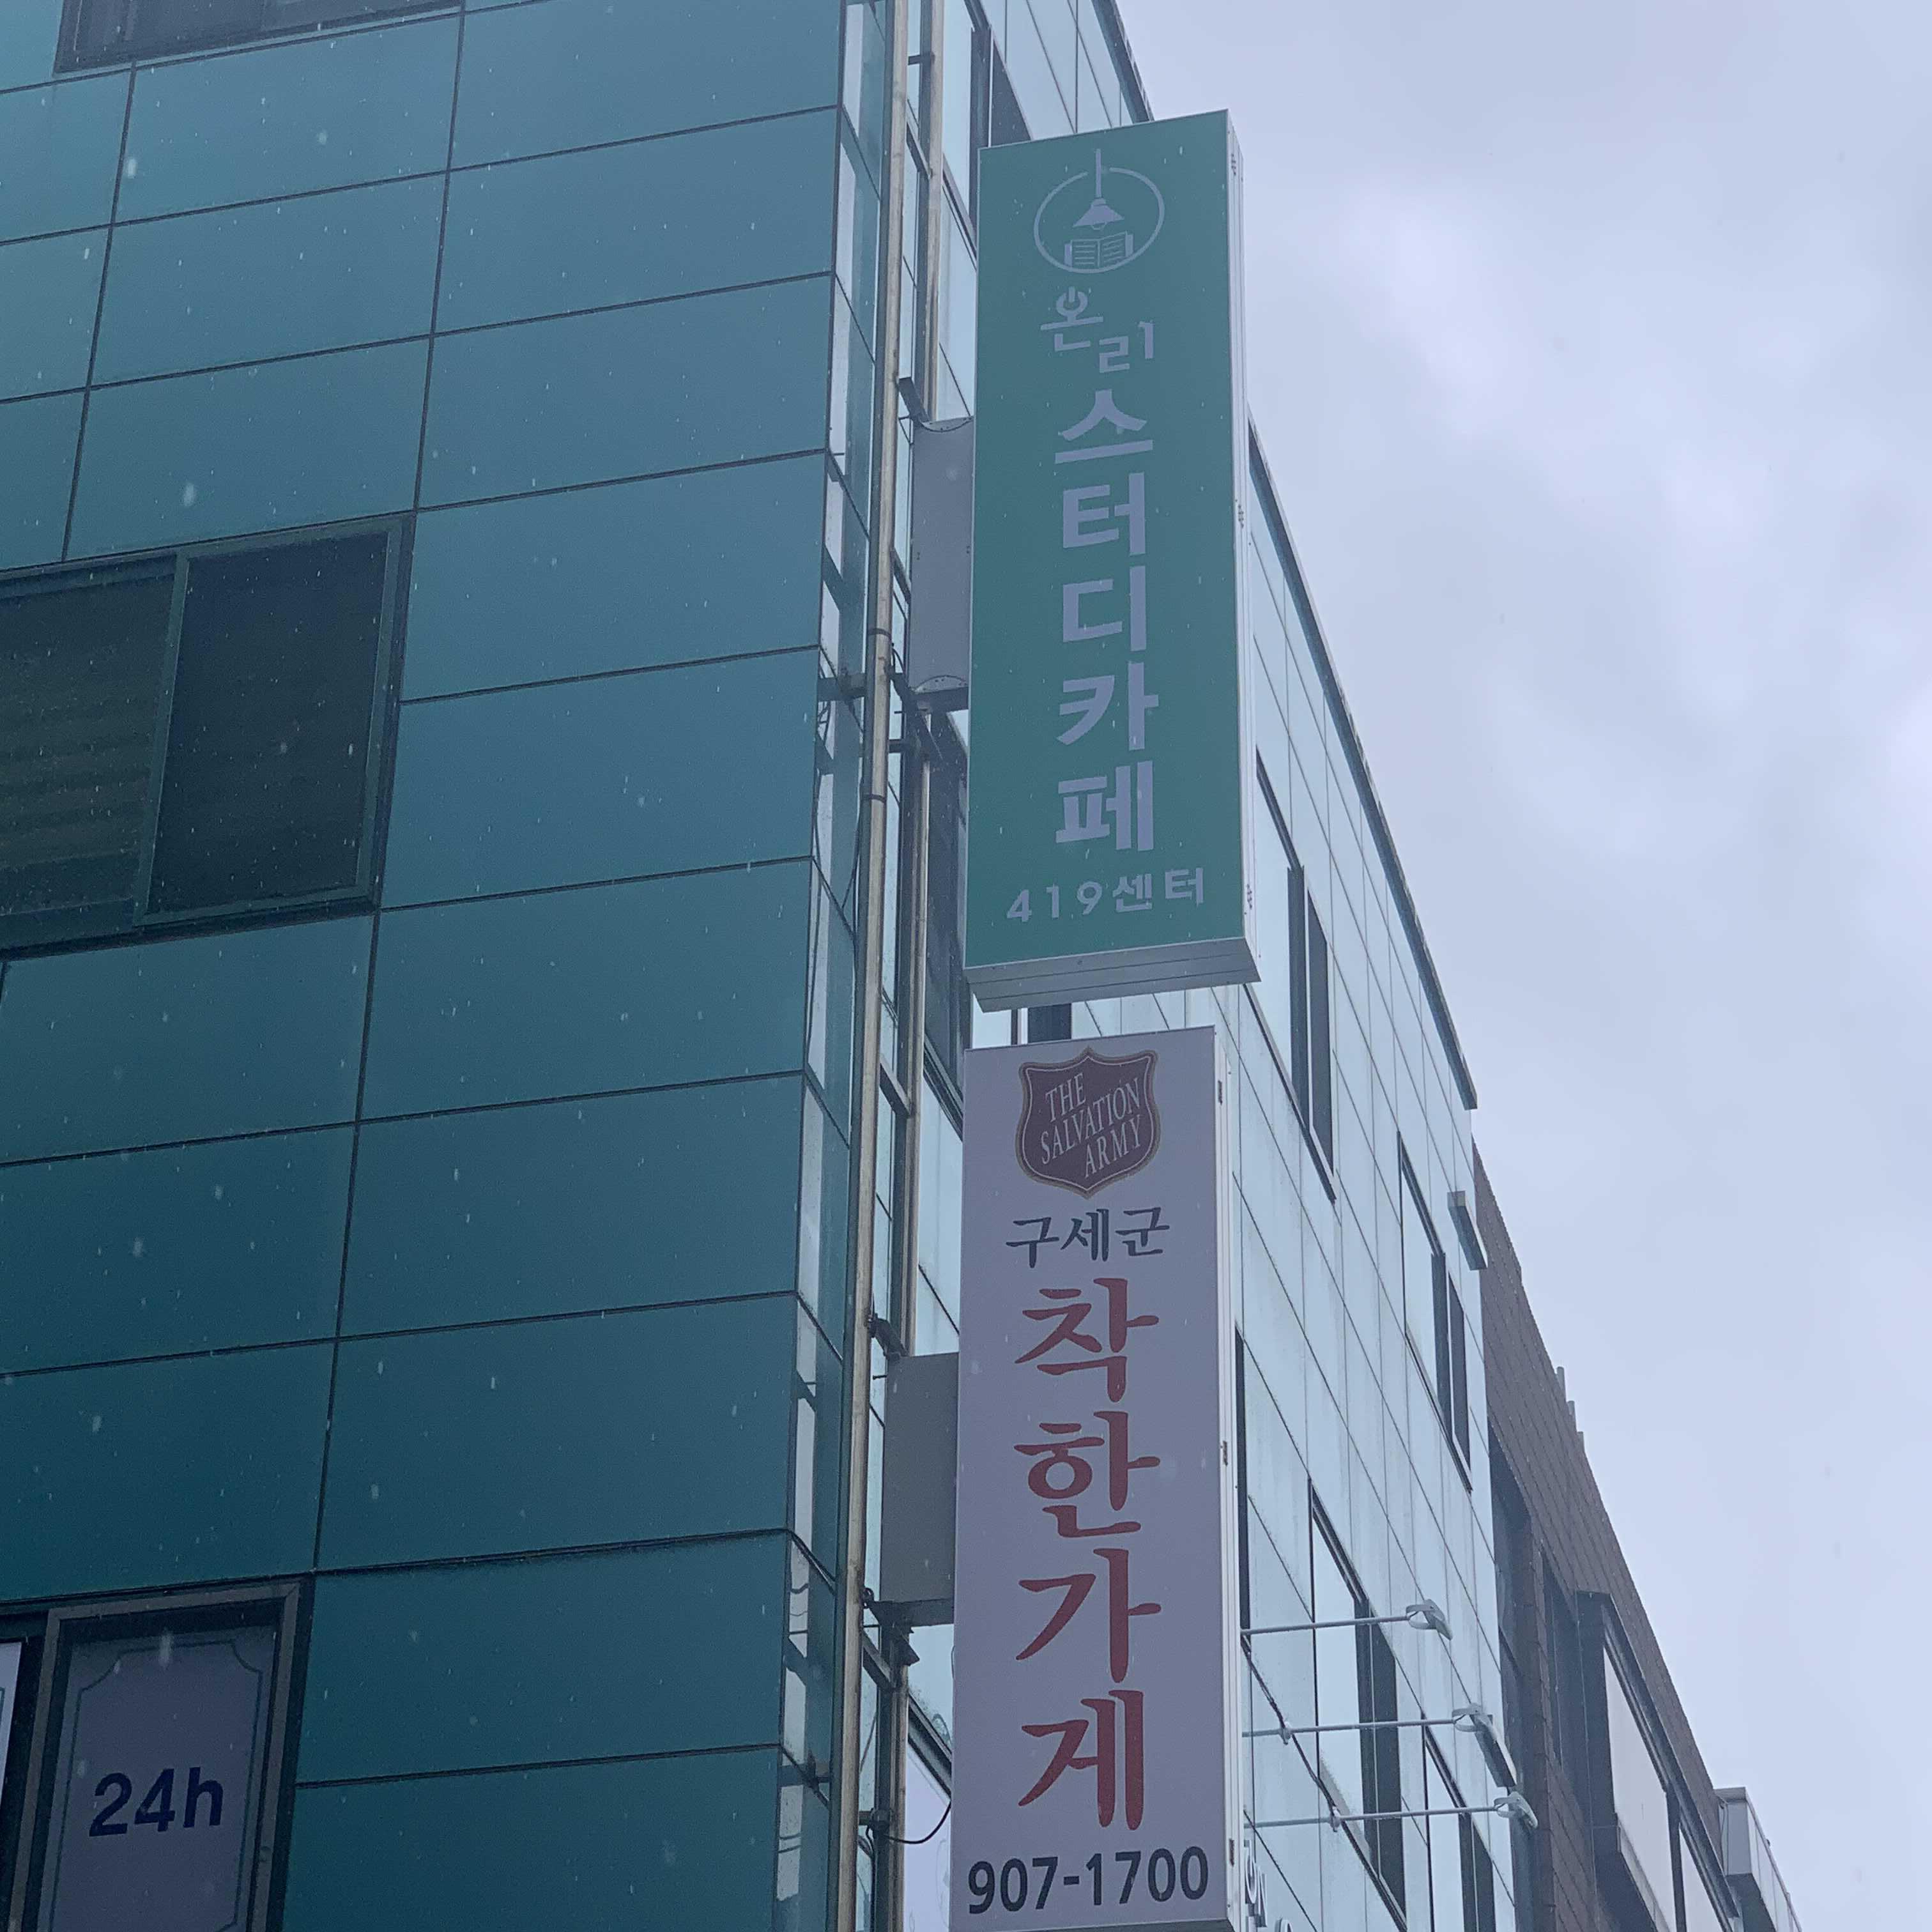 온리
스터디카페
419센터
THE
SALVATION
ARMY
구세군
착한가게
907-1700
24h